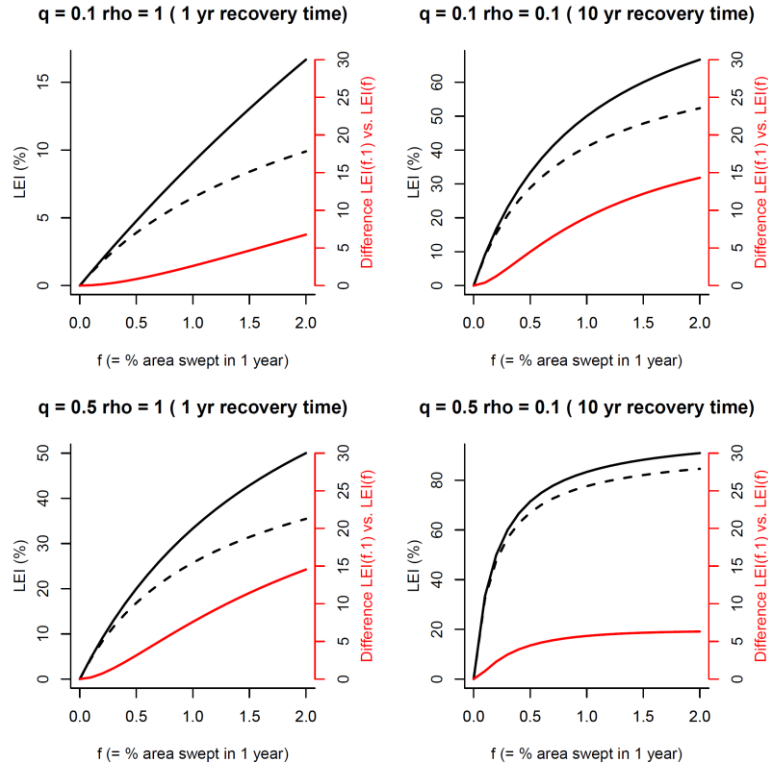 q = 0.1 rho = 1 ( 1 yr recovery time)
LEI (%)
0
5
10
15
0.0 0.5 1.0 1.5 2.0
f (= % area swept in 1 year)
0
5
10
15
20
25
30
Difference LEI(f.1) vs. LEI(f)
q = 0.1 rho = 0.1 ( 10 yr recovery time)
LEI (%)
0
10
20
30
40
50
60
0.0 0.5 1.0 1.5 2.0
f (= % area swept in 1 year)
0
5
10
15
20
25
30
Difference LEI(f.1) vs. LEI(f)
q = 0.5 rho = 1 ( 1 yr recovery time)
LEI (%)
0
10
20
30
40
50
0.0 0.5 1.0 1.5 2.0
f (= % area swept in 1 year)
0
5
10
15
20
25
30
Difference LEI(f.1) vs. LEI(f)
q = 0.5 rho = 0.1 ( 10 yr recovery time)
LEI (%)
0
20
40
60
80
0.0 0.5 1.0 1.5 2.0
f (= % area swept in 1 year)
0
5
10
15
20
25
30
Difference LEI(f.1) vs. LEI(f)